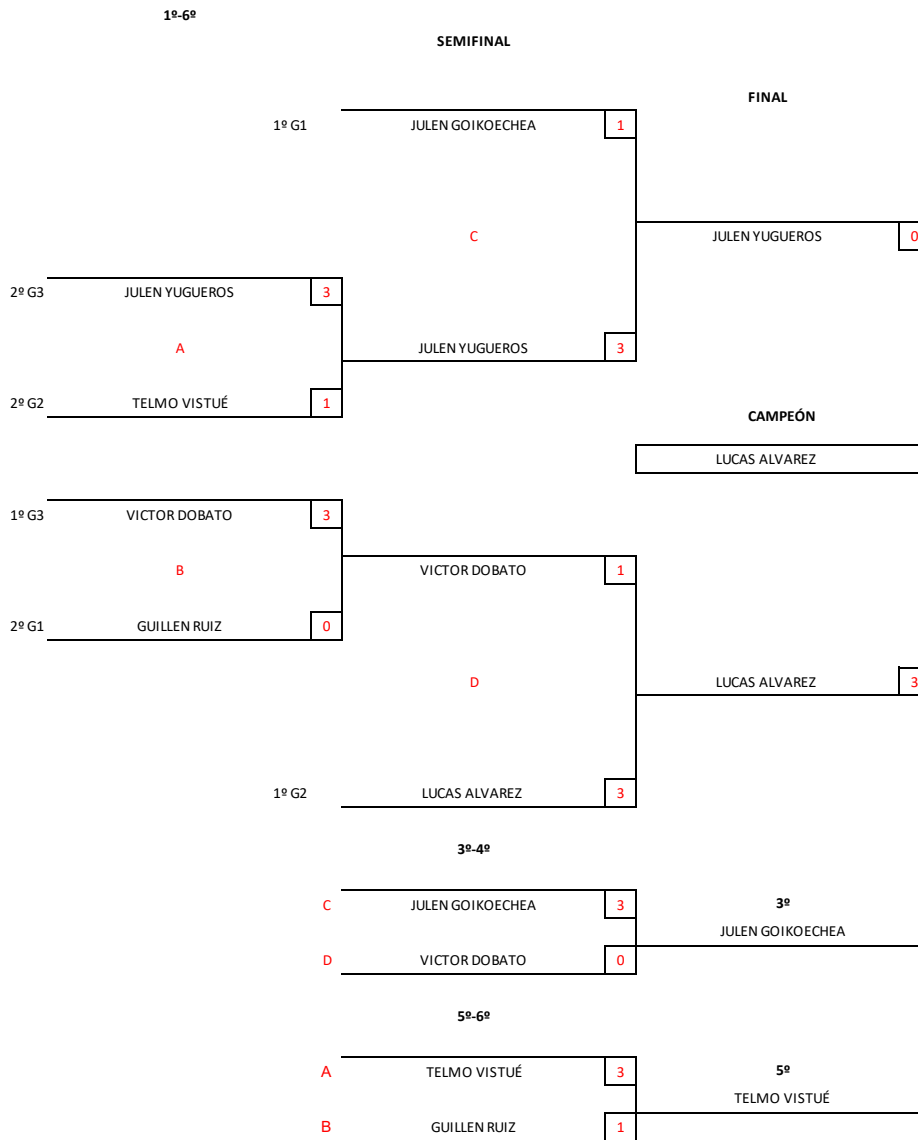 1º-6º
SEMIFINAL
FINAL
1º G1 JULEN GOIKOECHEA 1
C JULEN YUGUEROS 0
2º G3 JULEN YUGUEROS 3
A JULEN YUGUEROS 3
2º G2 TELMO VISTUÉ 1
CAMPEÓN
LUCAS ALVAREZ
1º G3 VICTOR DOBATO 3
B VICTOR DOBATO 1
2º G1 GUILLEN RUIZ 0
D LUCAS ALVAREZ 3
1º G2 LUCAS ALVAREZ 3
3º-4º
C JULEN GOIKOECHEA 3 3º
JULEN GOIKOECHEA
D VICTOR DOBATO 0
5º-6º
A TELMO VISTUÉ 3 5º
TELMO VISTUÉ
B GUILLEN RUIZ 1